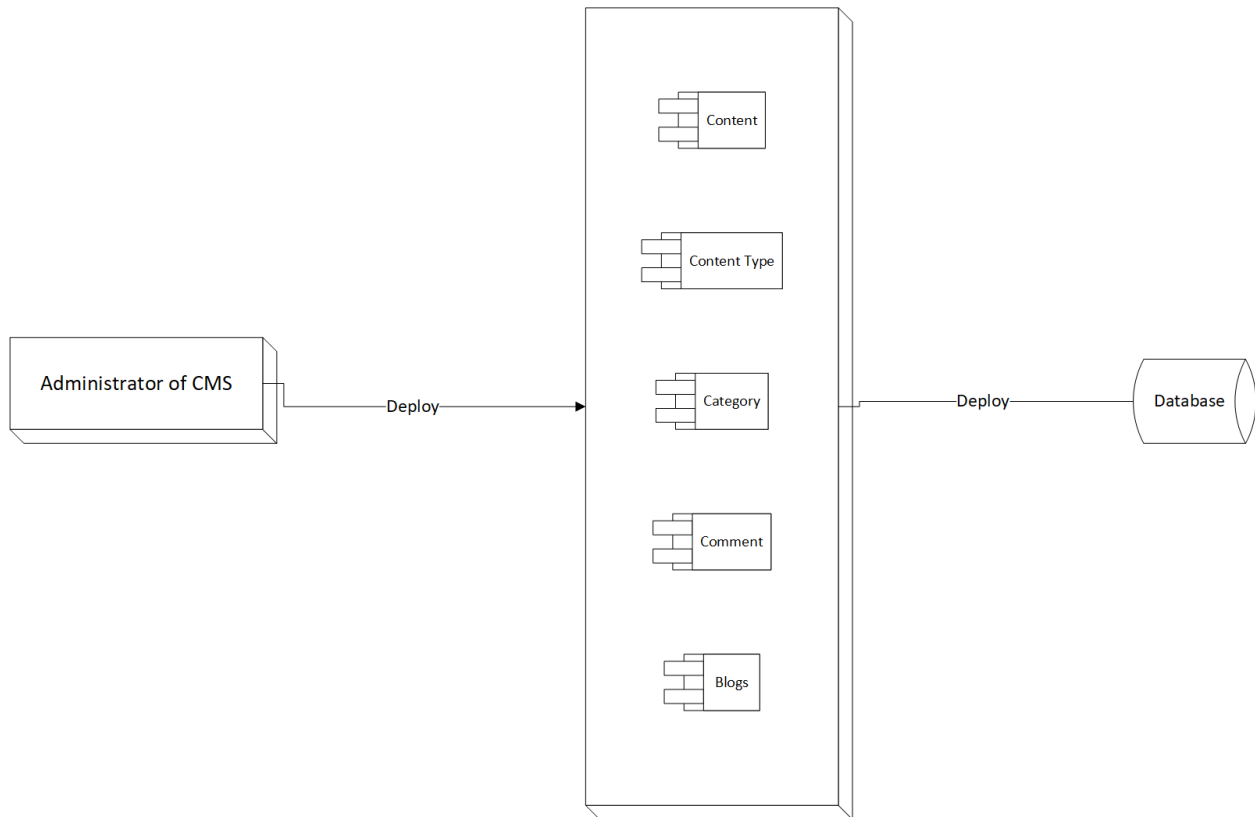 Content
Content Type
Administrator of CMS
Deploy
Category
Deploy
Database
Comment
Blogs